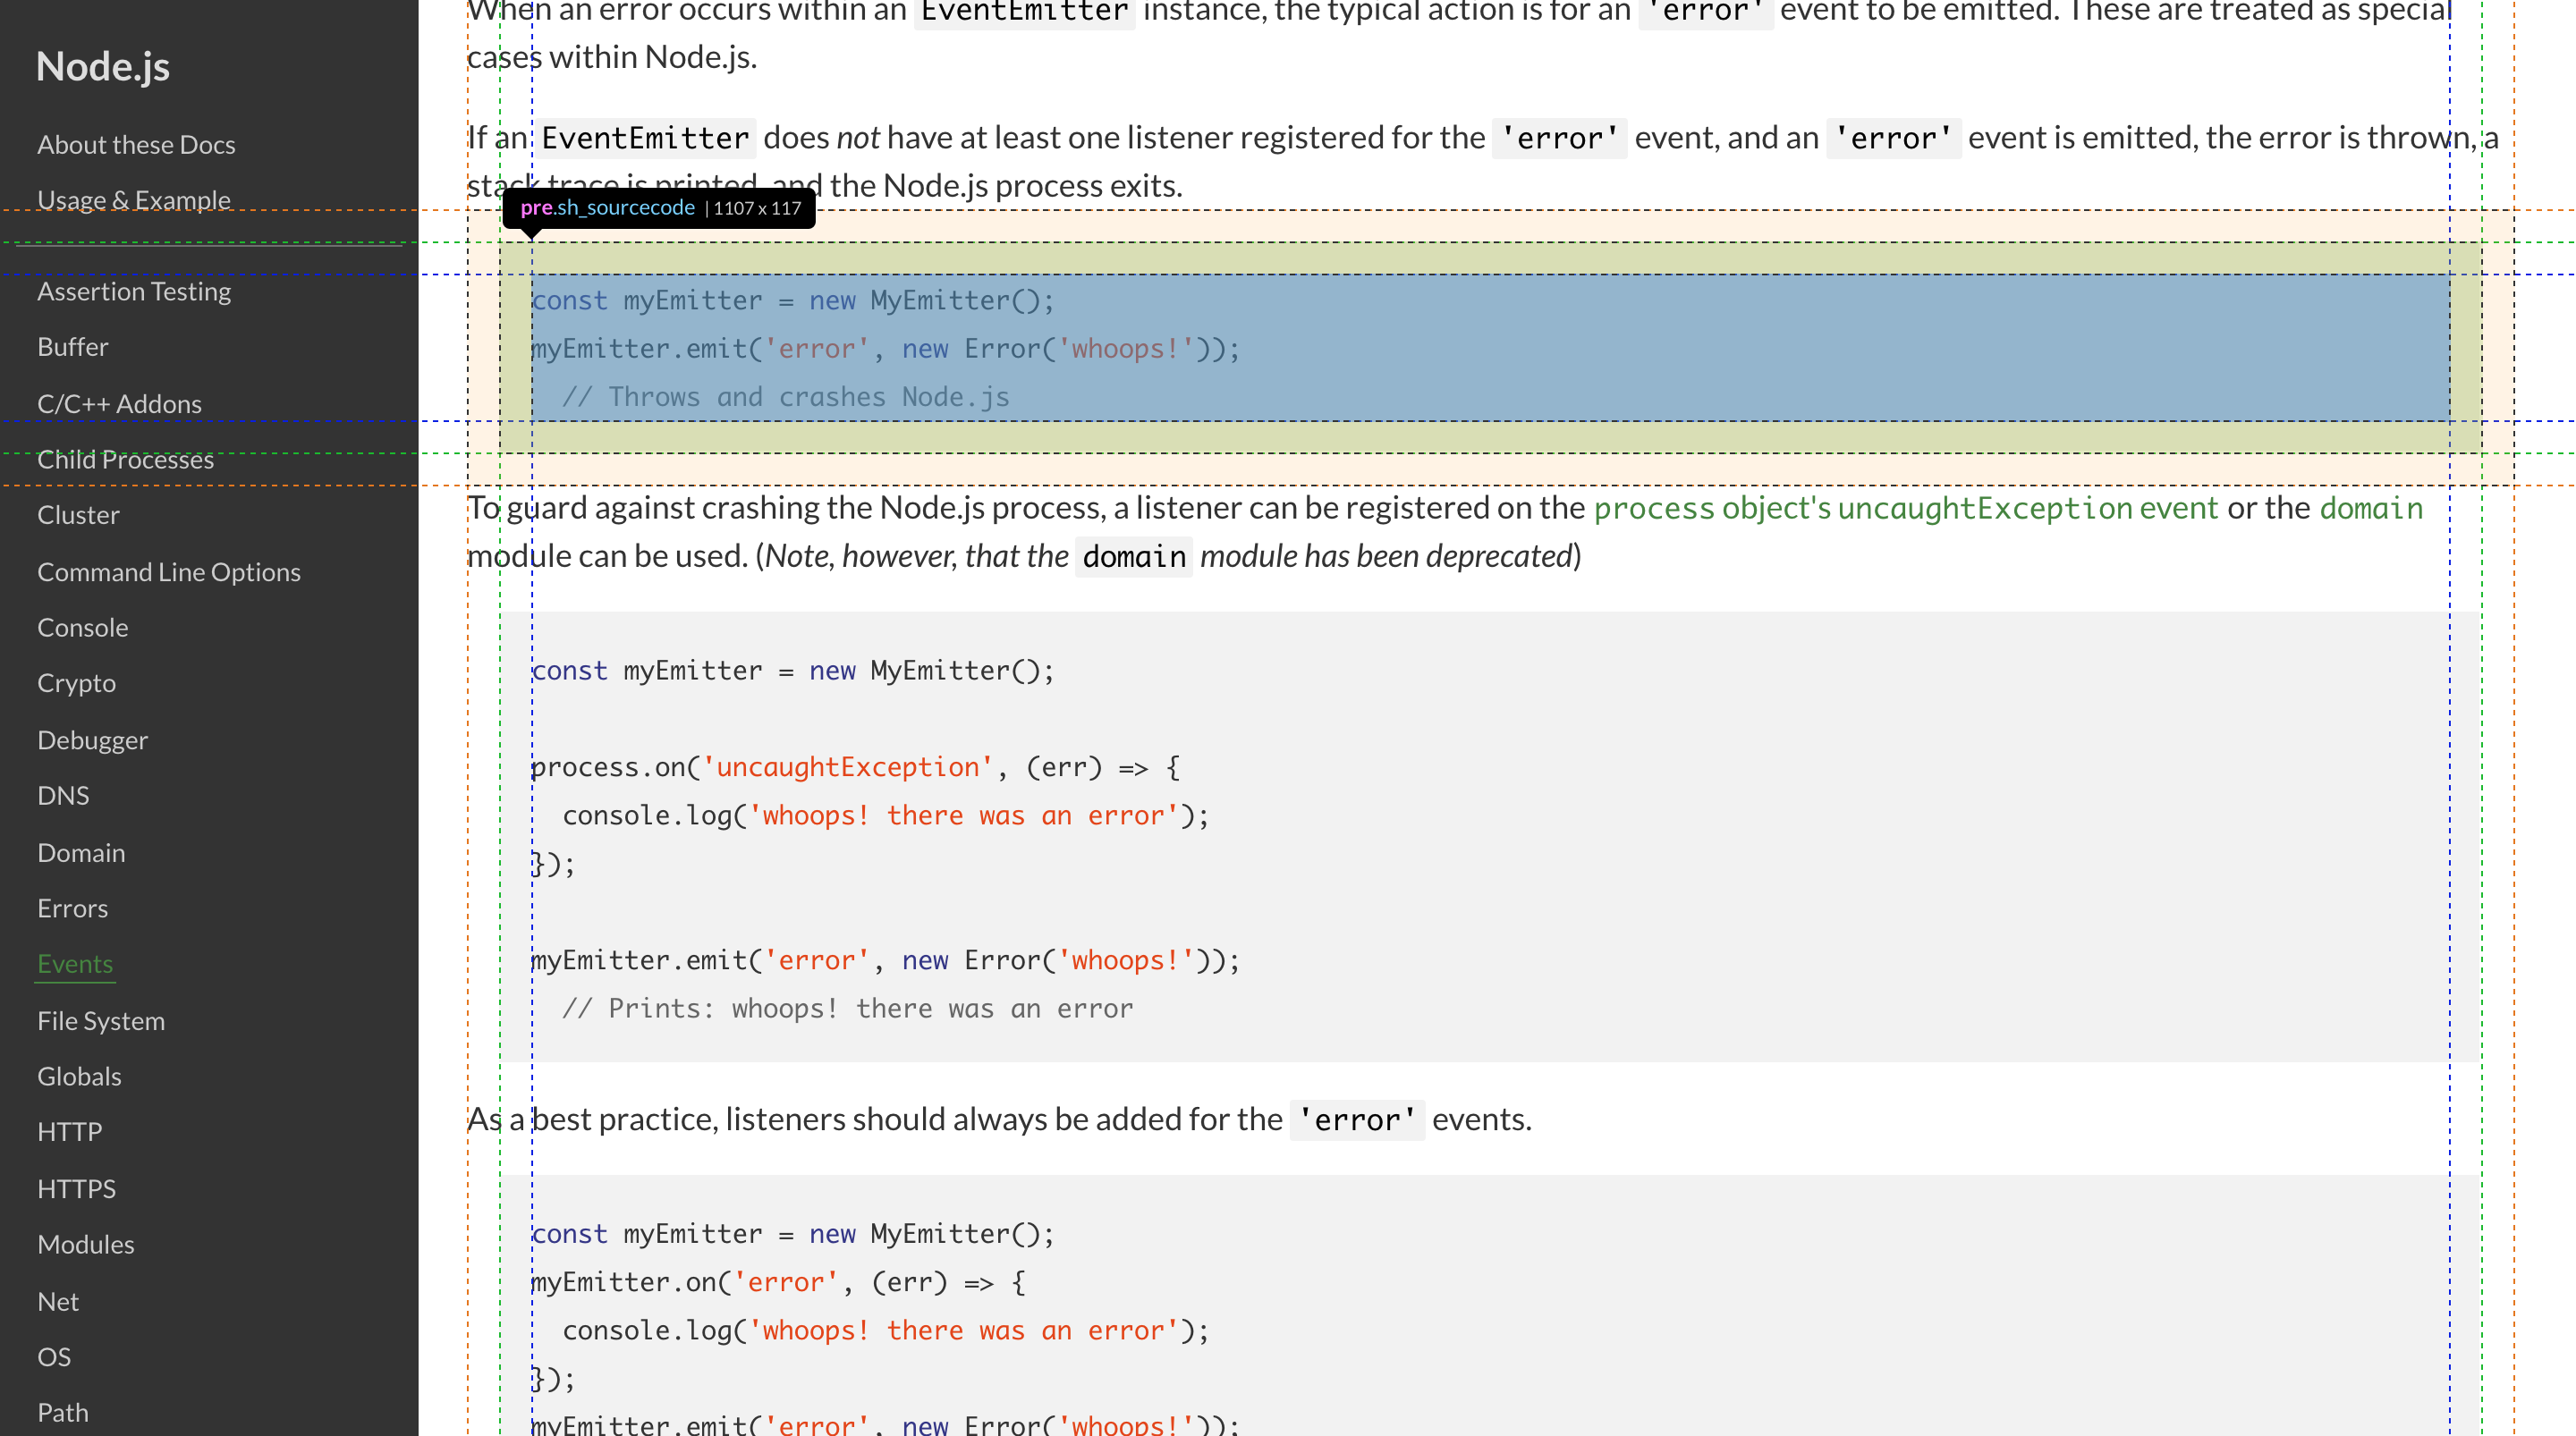 Node.js
About these Docs
Usage & Example
Assertion Testing
Buffer
C/C++ Addons
Child Processes
Cluster
Command Line Options
Console
Crypto
Debugger
DNS
Domain
Errors
Events
File System
Globals
HTTP
HTTPS
Modules
Net
OS
Path
When an error occurs within an EventEmitter instance, the typical action is for an 'error' event to be emitted. These are treated as special
cases within Node.js.
If an EventEmitter does not have at least one listener registered for the 'error' event, and an 'error' event is emitted, the error is thrown, a
stack trace is printed, and the Node.js process exits.
pre.sh_sourcecode | 1107 x 117
const myEmitter = new MyEmitter();
myEmitter.emit('error', new Error('whoops!'));
  // Throws and crashes Node.js
To guard against crashing the Node.js process, a listener can be registered on the process object's uncaughtException event or the domain
module can be used. (Note, however, that the domain module has been deprecated)
const myEmitter = new MyEmitter();
process.on('uncaughtException', (err) => {
  console.log('whoops! there was an error');
});
myEmitter.emit('error', new Error('whoops!'));
  // Prints: whoops! there was an error
As a best practice, listeners should always be added for the 'error' events.
const myEmitter = new MyEmitter();
myEmitter.on('error', (err) => {
  console.log('whoops! there was an error');
});
myEmitter.emit('error', new Error('whoops!'));